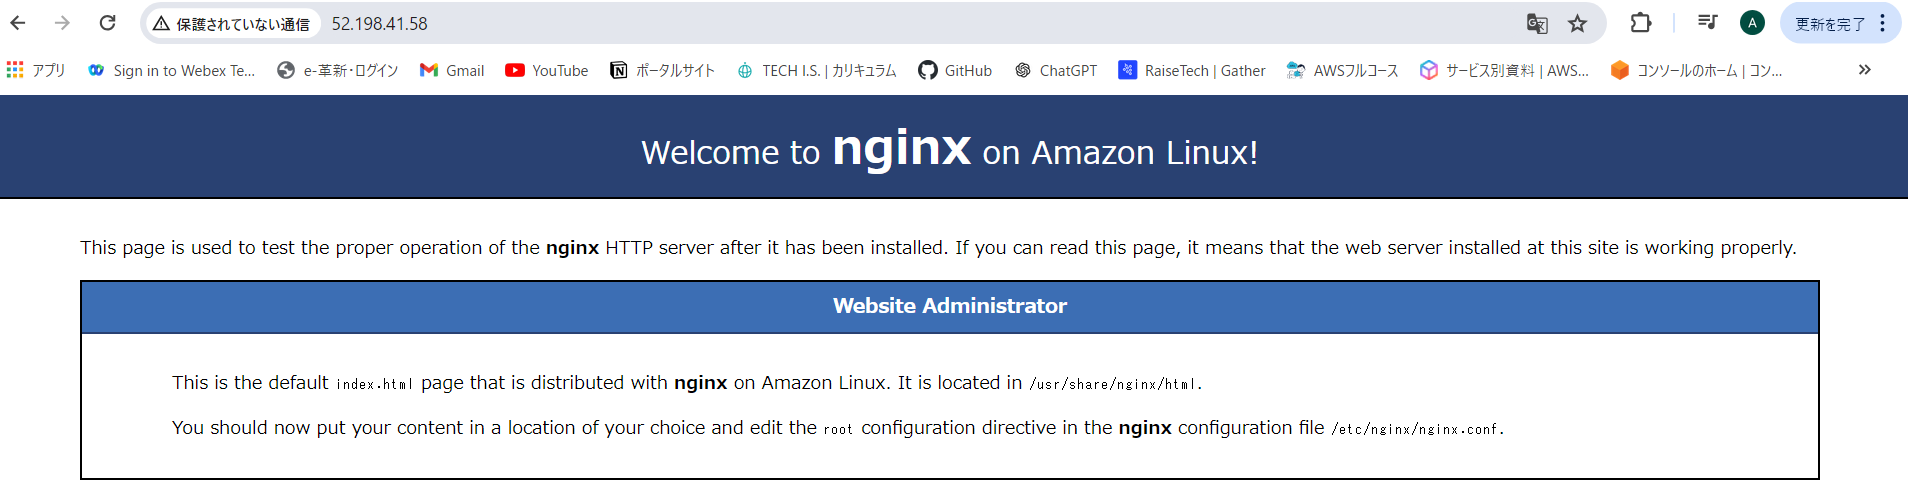 保護されていない通信 52.198.41.58 A 更新を完了
アプリ Sign in to Webex Te... e-革新・ログイン Gmail YouTube ポータルサイト TECH I.S. | カリキュラム GitHub ChatGPT RaiseTech | Gather AWSフルコース サービス別資料 | AWS... コンソールのホーム | コン...
Welcome to nginx on Amazon Linux!
This page is used to test the proper operation of the nginx HTTP server after it has been installed. If you can read this page, it means that the web server installed at this site is working properly.
Website Administrator
This is the default index.html page that is distributed with nginx on Amazon Linux. It is located in /usr/share/nginx/html.
You should now put your content in a location of your choice and edit the root configuration directive in the nginx configuration file /etc/nginx/nginx.conf.